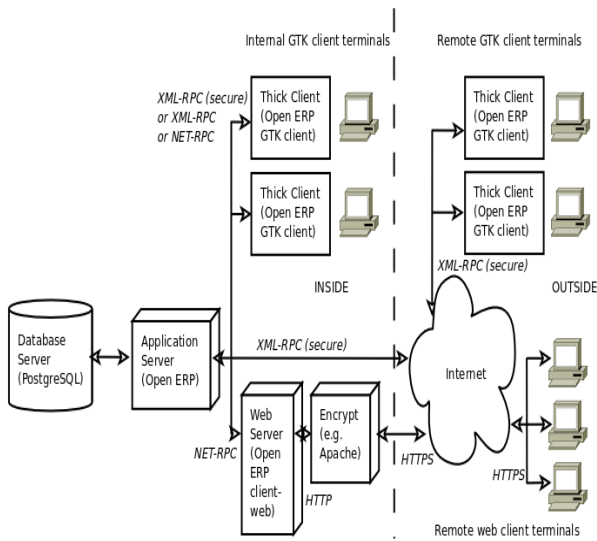 Internal GTK client terminals
Remote GTK client terminals
XML-RPC (secure)
or XML-RPC
or NET-RPC
Thick Client
(Open ERP
GTK client)
Thick Client
(Open ERP
GTK client)
Thick Client
(Open ERP
GTK client)
Thick Client
(Open ERP
GTK client)
XML-RPC (secure)
INSIDE
OUTSIDE
Database
Server
(PostgreSQL)
Application
Server
(Open ERP)
XML-RPC (secure)
Internet
Web
Server
(Open
ERP
client-
web)
Encrypt
(e.g.
Apache)
NET-RPC
HTTP
HTTPS
HTTPS
Remote web client terminals